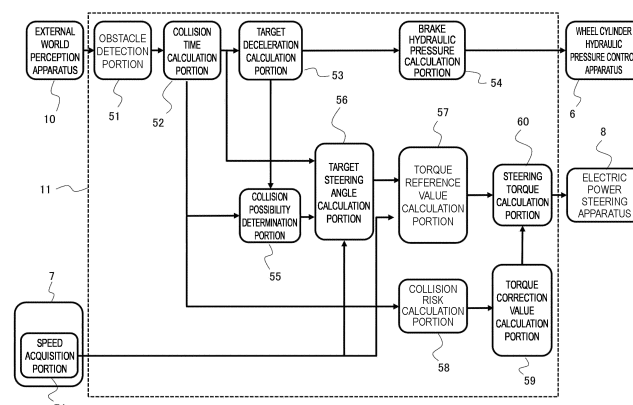 EXTERNAL
WORLD
PERCEPTION
APPARATUS
10
OBSTACLE
DETECTION
PORTION
51
COLLISION
TIME
CALCULATION
PORTION
52
TARGET
DECELERATION
CALCULATION
PORTION
53
BRAKE
HYDRAULIC
PRESSURE
CALCULATION
PORTION
54
WHEEL CYLINDER
HYDRAULIC
PRESSURE CONTROL
APPARATUS
6
11
56
TARGET
STEERING
ANGLE
CALCULATION
PORTION
57
TORQUE
REFERENCE
VALUE
CALCULATION
PORTION
60
STEERING
TORQUE
CALCULATION
PORTION
8
ELECTRIC
POWER
STEERING
APPARATUS
COLLISION
POSSIBILITY
DETERMINATION
PORTION
55
7
SPEED
ACQUISITION
PORTION
COLLISION
RISK
CALCULATION
PORTION
58
TORQUE
CORRECTION
VALUE
CALCULATION
PORTION
59